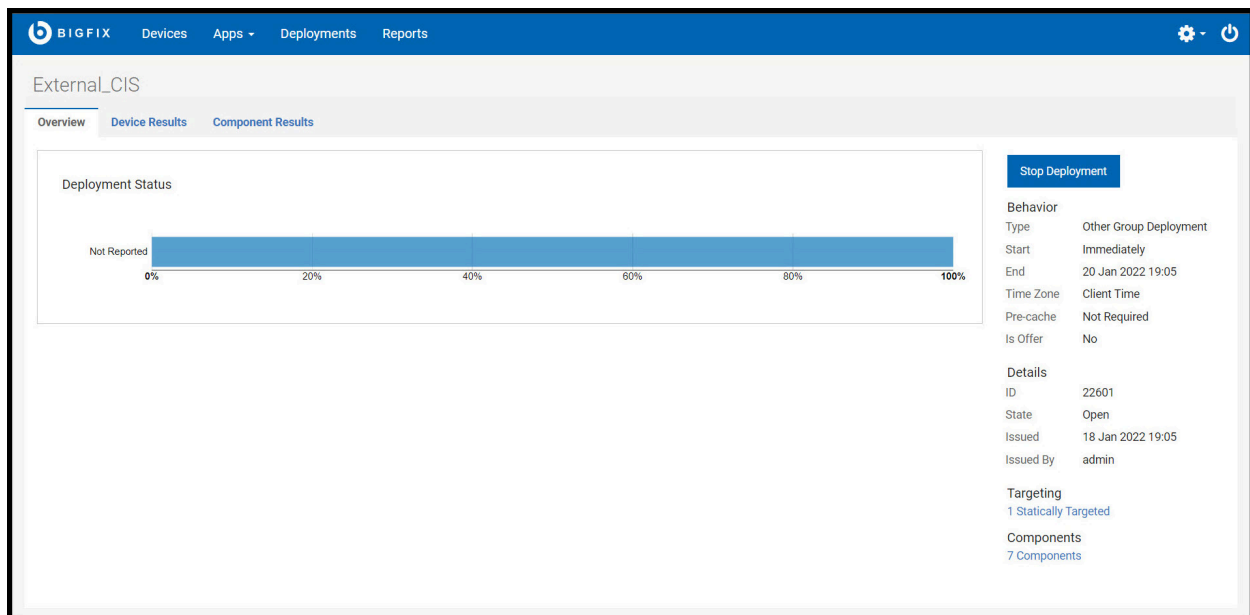 BIGFIX Devices Apps Deployments Reports
External_CIS
Overview Device Results Component Results
Deployment Status
Not Reported
0% 20% 40% 60% 80% 100%
Stop Deployment
Behavior
Type Other Group Deployment
Start Immediately
End 20 Jan 2022 19:05
Time Zone Client Time
Pre-cache Not Required
Is Offer No
Details
ID 22601
State Open
Issued 18 Jan 2022 19:05
Issued By admin
Targeting
1 Statically Targeted
Components
7 Components